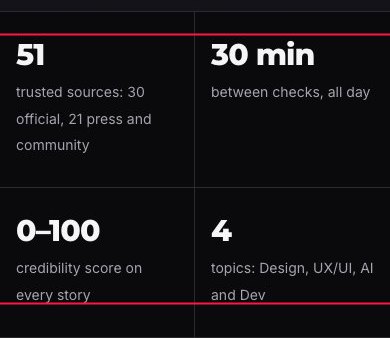 51
trusted sources: 30
official, 21 press and
community
30 min
between checks, all day
0–100
credibility score on
every story
4
topics: Design, UX/UI, AI
and Dev